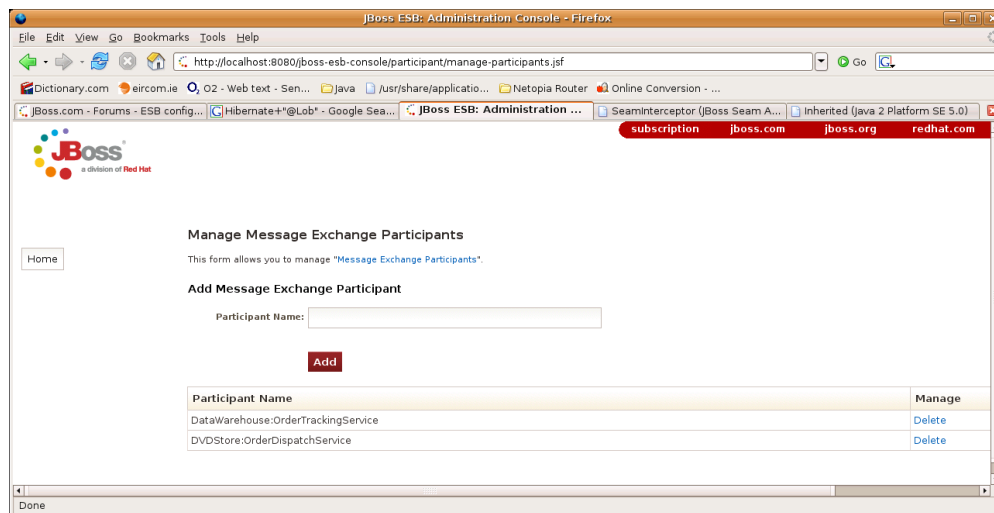 JBoss ESB: Administration Console - Firefox
File Edit View Go Bookmarks Tools Help
http://localhost:8080/jboss-esb-console/participant/manage-participants.jsf Go
Dictionary.com eircom.ie O2 - Web text - Sen... Java /usr/share/applicatio... Netopia Router Online Conversion - ...
JBoss.com - Forums - ESB config... Hibernate+"@Lob" - Google Sea... JBoss ESB: Administration ... SeamInterceptor (JBoss Seam A... Inherited (Java 2 Platform SE 5.0)
subscription jboss.com jboss.org redhat.com
JBoss
a division of Red Hat
Manage Message Exchange Participants
Home
This form allows you to manage "Message Exchange Participants".
Add Message Exchange Participant
Participant Name:
Add
Participant Name Manage
DataWarehouse:OrderTrackingService Delete
DVDStore:OrderDispatchService Delete
Done